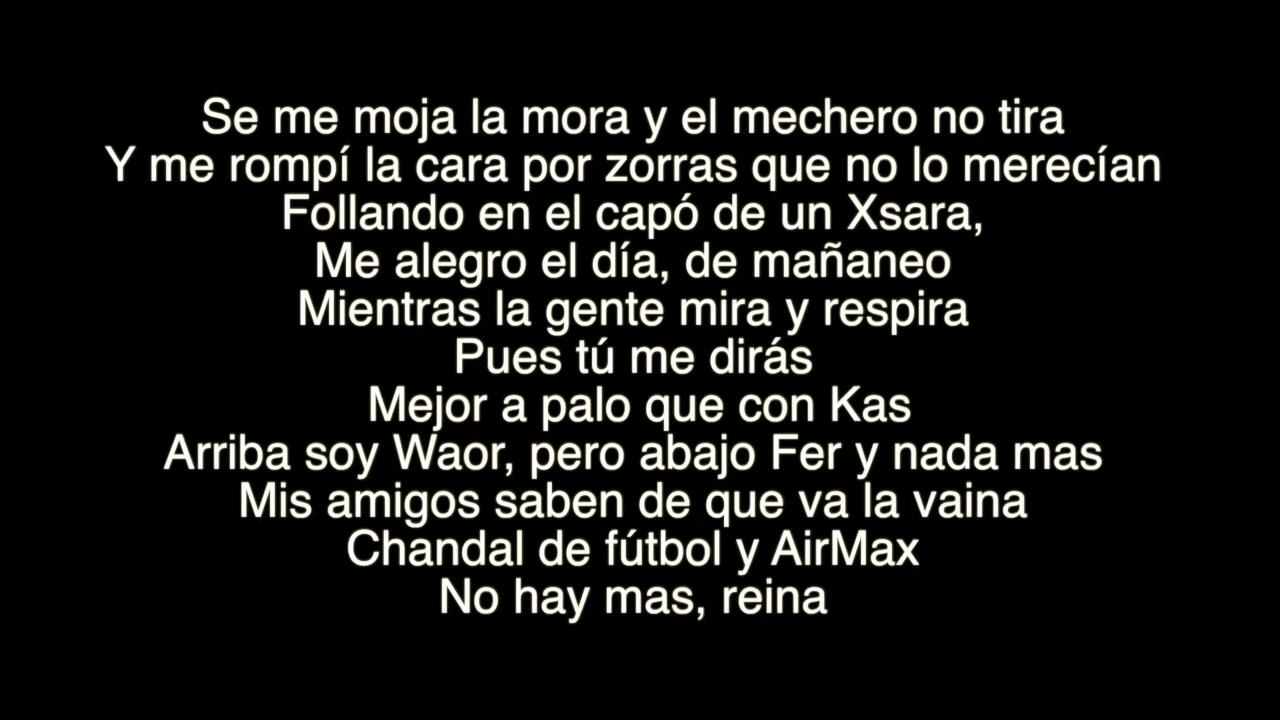 Se me moja la mora y el mechero no tira
Y me rompí la cara por zorras que no lo merecían
Follando en el capó de un Xsara,
Me alegro el día, de mañaneo
Mientras la gente mira y respira
Pues tú me dirás
Mejor a palo que con Kas
Arriba soy Waor, pero abajo Fer y nada mas
Mis amigos saben de que va la vaina
Chandal de fútbol y AirMax
No hay mas, reina